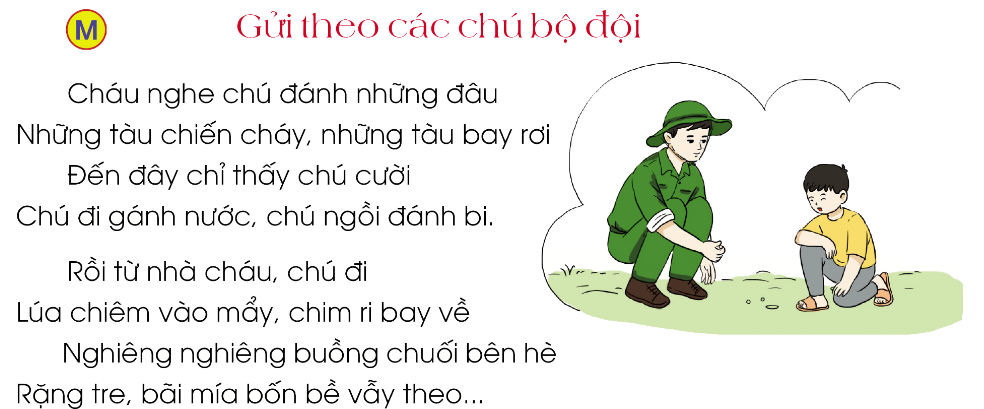 M
Gửi theo các chú bộ đội
Cháu nghe chú đánh những đâu
Những tàu chiến cháy, những tàu bay rơi
Đến đây chỉ thấy chú cười
Chú đi gánh nước, chú ngồi đánh bi.
Rồi từ nhà cháu, chú đi
Lúa chiêm vào mẩy, chim ri bay về
Nghiêng nghiêng buồng chuối bên hè
Rặng tre, bãi mía bốn bề vẫy theo...